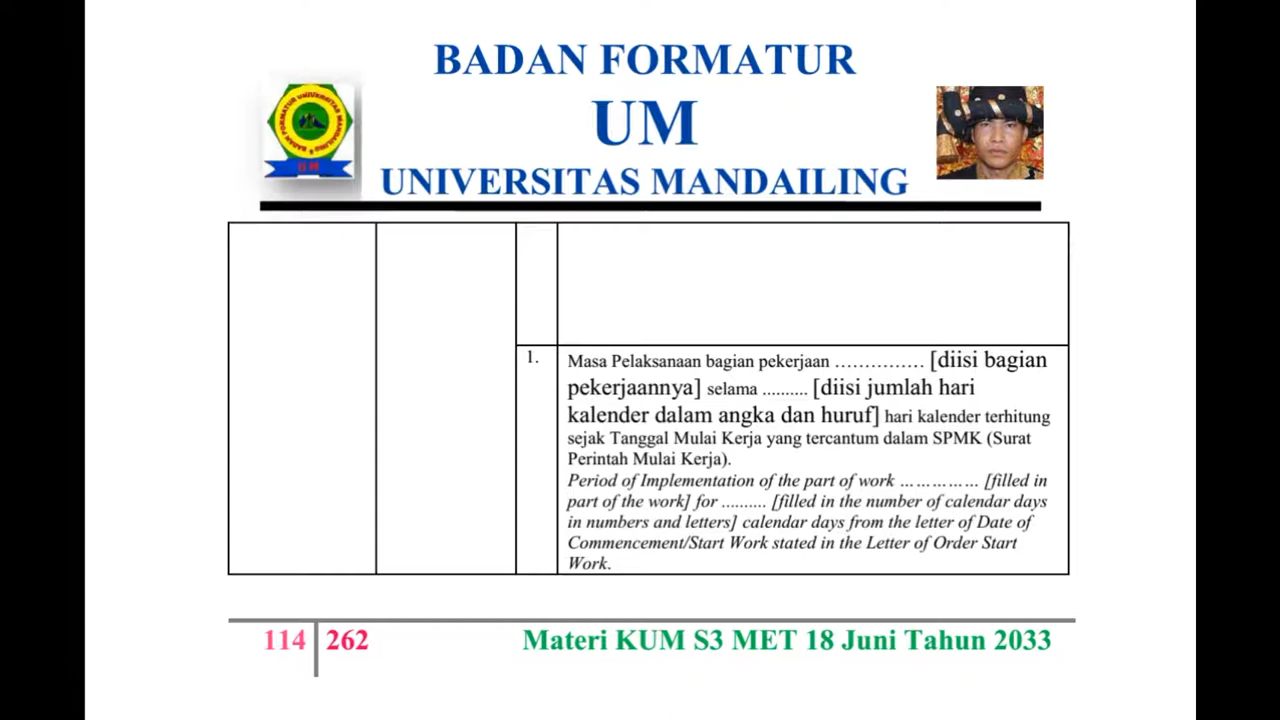 BADAN FORMATUR
UM
UNIVERSITAS MANDAILING
BADAN FORMATUR UNIVERSITAS MANDAILING
U M
1.
Masa Pelaksanaan bagian pekerjaan …………… [diisi bagian
pekerjaannya] selama .......... [diisi jumlah hari
kalender dalam angka dan huruf] hari kalender terhitung
sejak Tanggal Mulai Kerja yang tercantum dalam SPMK (Surat
Perintah Mulai Kerja).
Period of Implementation of the part of work …………… [filled in
part of the work] for .......... [filled in the number of calendar days
in numbers and letters] calendar days from the letter of Date of
Commencement/Start Work stated in the Letter of Order Start
Work.
114 262 Materi KUM S3 MET 18 Juni Tahun 2033